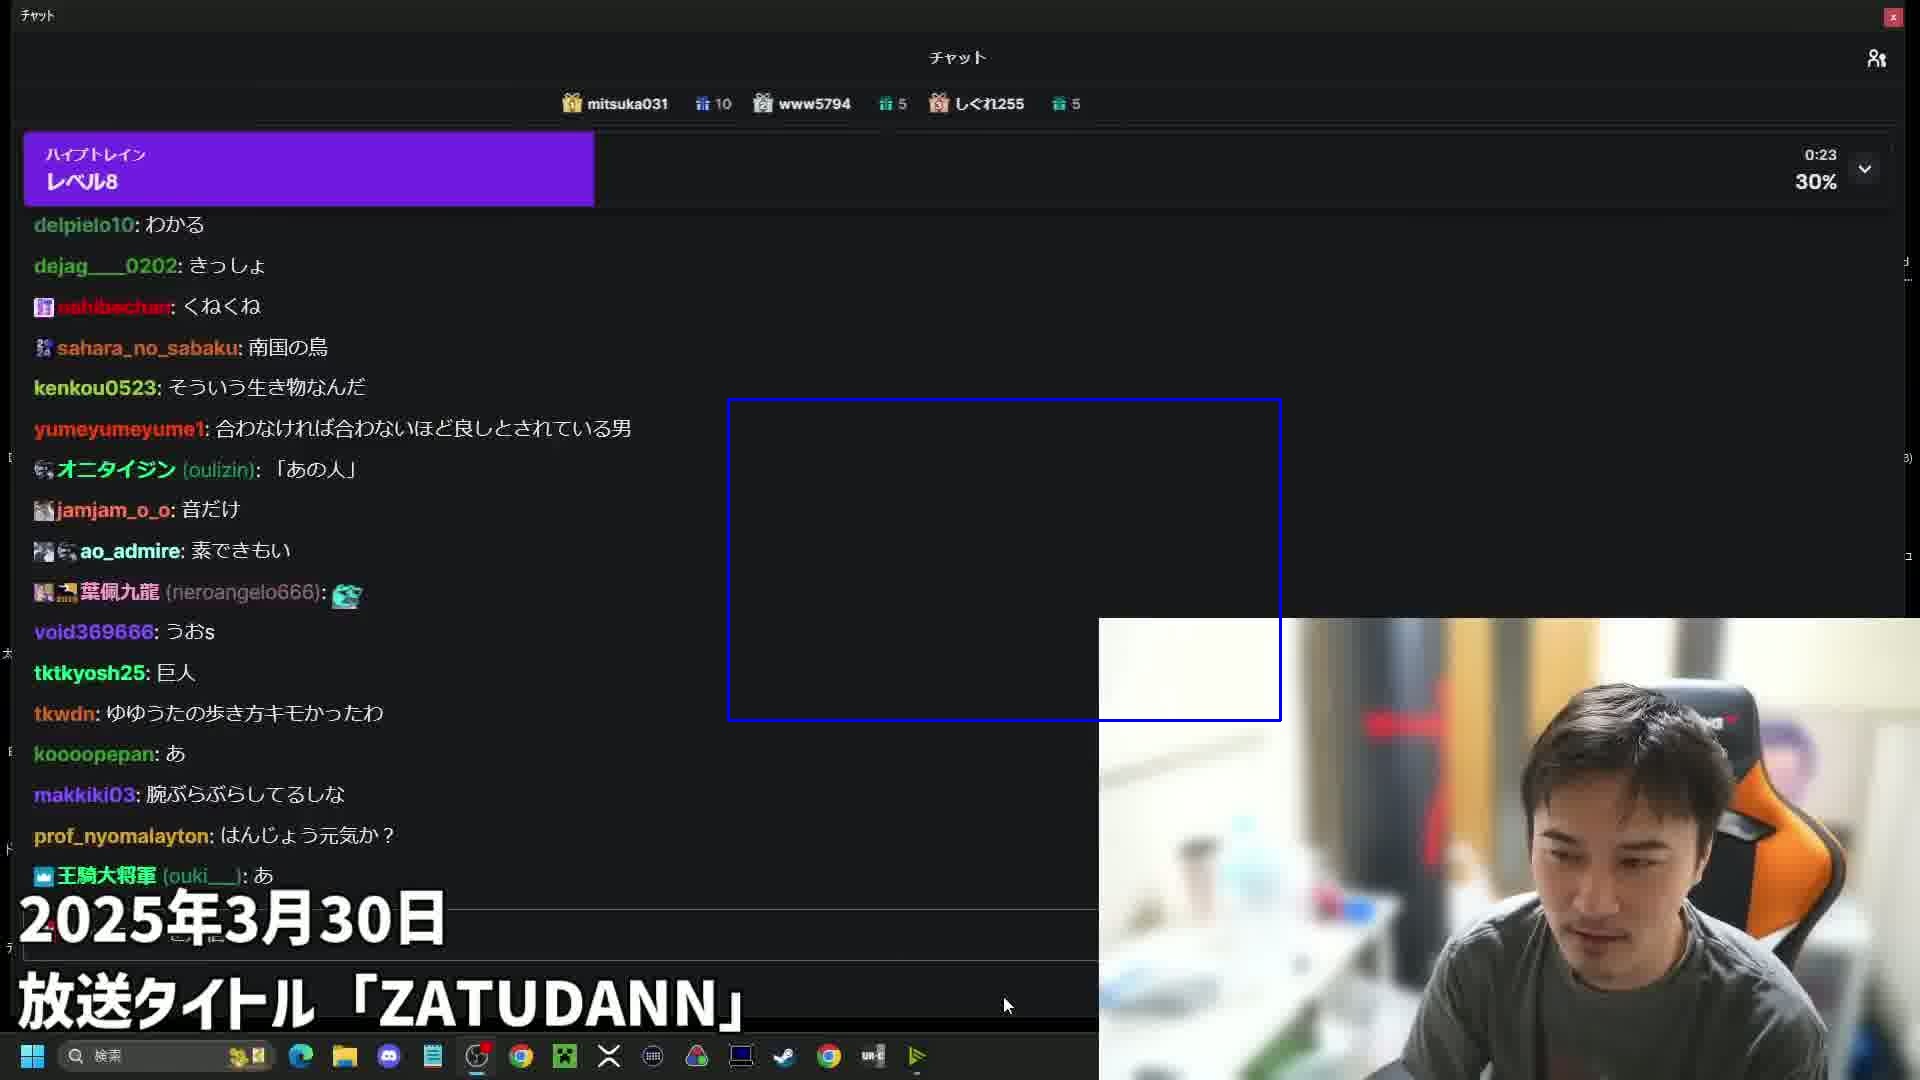 チャット
チャット
mitsuka031 10 www5794 5 しぐれ255 5
ハイプトレイン
レベル8
0:23
30%
delpielo10: わかる
dejag____0202: きっしょ
nshibechan: くねくね
sahara_no_sabaku: 南国の鳥
kenkou0523: そういう生き物なんだ
yumeyumeyume1: 合わなければ合わないほど良しとされている男
オニタイジン (oulizin): 「あの人」
jamjam_o_o: 音だけ
ao_admire: 素できもい
葉佩九龍 (neroangelo666):
void369666: うおs
tktkyosh25: 巨人
tkwdn: ゆゆうたの歩き方キモかったわ
koooopepan: あ
makkiki03: 腕ぶらぶらしてるしな
prof_nyomalayton: はんじょう元気か？
王騎大将軍 (ouki___): あ
2025年3月30日
放送タイトル「ZATUDANN」
検索